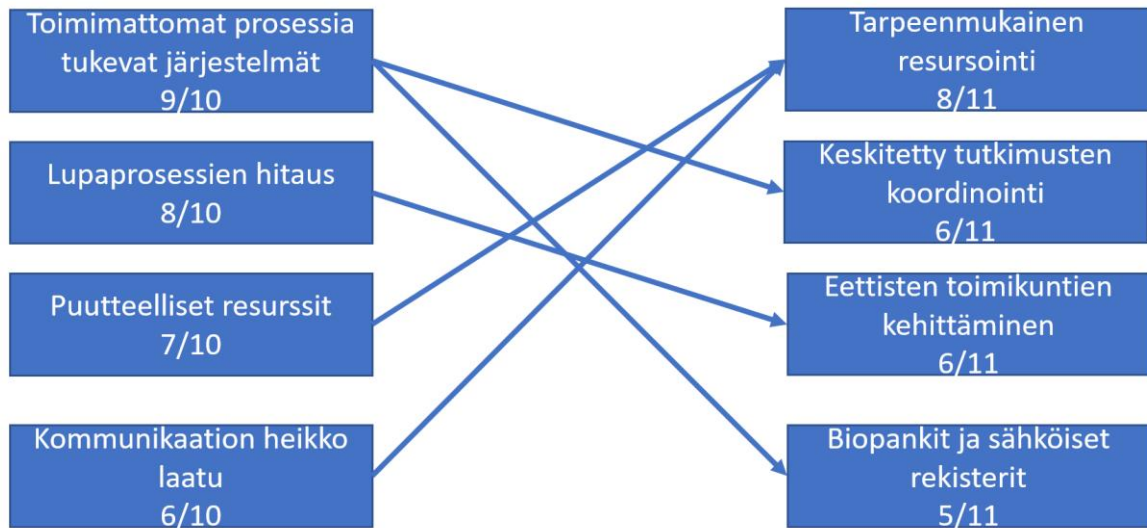 Toimimattomat prosessia
tukevat järjestelmät
9/10
Lupaprosessien hitaus
8/10
Puutteelliset resurssit
7/10
Kommunikaation heikko
laatu
6/10
Tarpeenmukainen
resursointi
8/11
Keskitetty tutkimusten
koordinointi
6/11
Eettisten toimikuntien
kehittäminen
6/11
Biopankit ja sähköiset
rekisterit
5/11